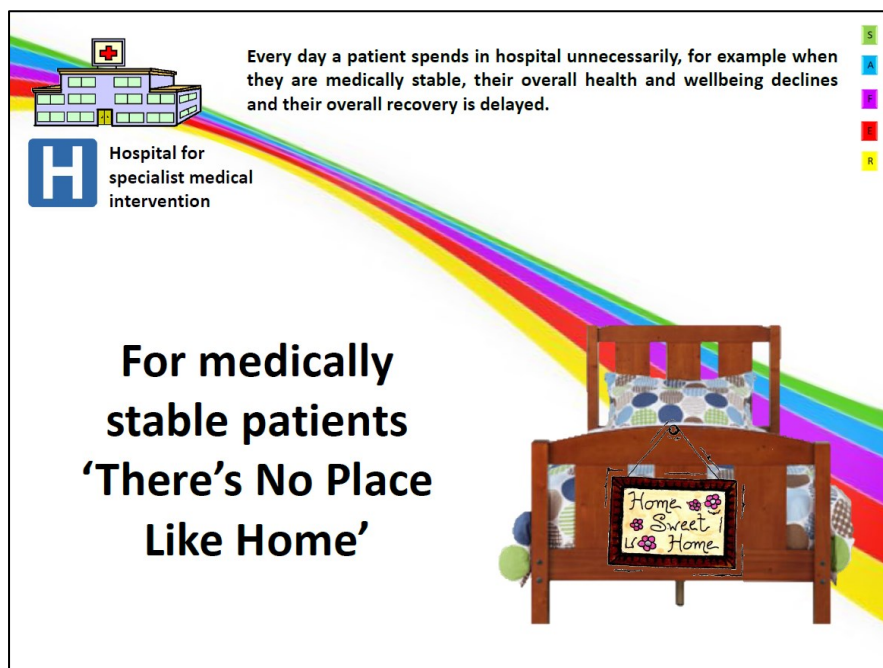 Every day a patient spends in hospital unnecessarily, for example when
they are medically stable, their overall health and wellbeing declines
and their overall recovery is delayed.
S
A
F
E
R
H
Hospital for
specialist medical
intervention
For medically
stable patients
‘There’s No Place
Like Home’
Home
Sweet
Home